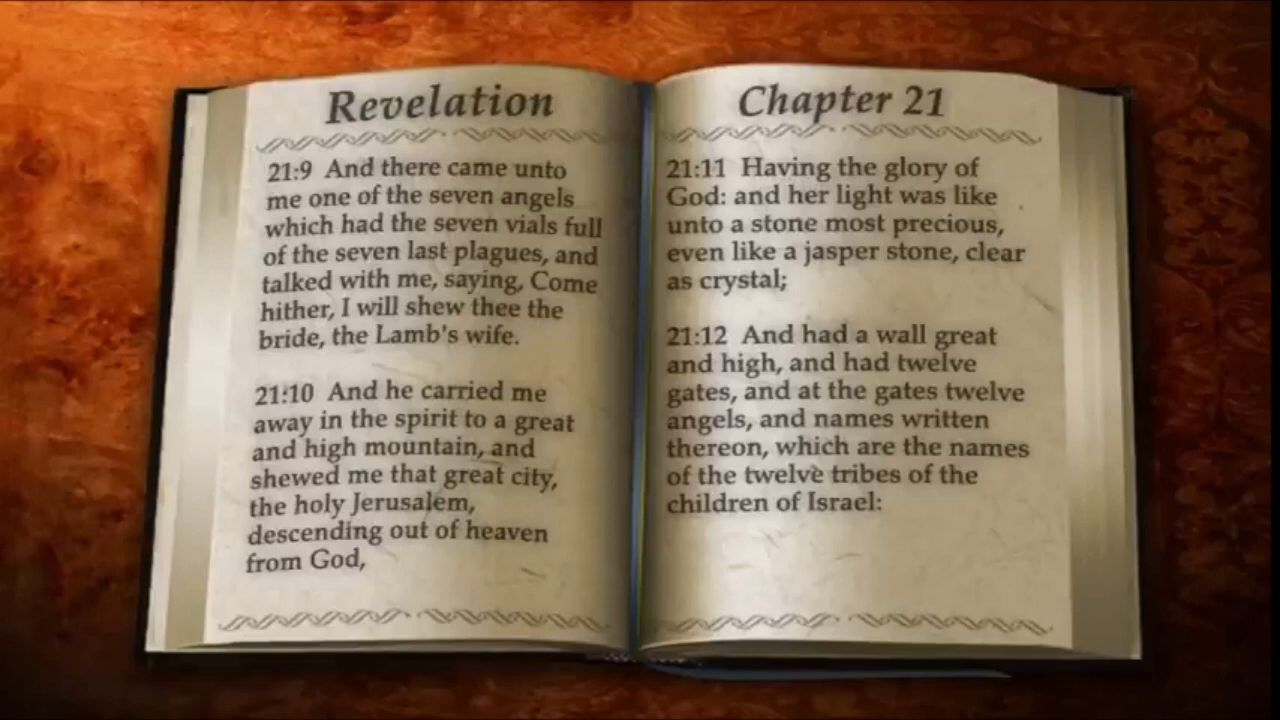 Revelation
21:9 And there came unto
me one of the seven angels
which had the seven vials full
of the seven last plagues, and
talked with me, saying, Come
hither, I will shew thee the
bride, the Lamb's wife.
21:10 And he carried me
away in the spirit to a great
and high mountain, and
shewed me that great city,
the holy Jerusalem,
descending out of heaven
from God,
Chapter 21
21:11 Having the glory of
God: and her light was like
unto a stone most precious,
even like a jasper stone, clear
as crystal;
21:12 And had a wall great
and high, and had twelve
gates, and at the gates twelve
angels, and names written
thereon, which are the names
of the twelve tribes of the
children of Israel: